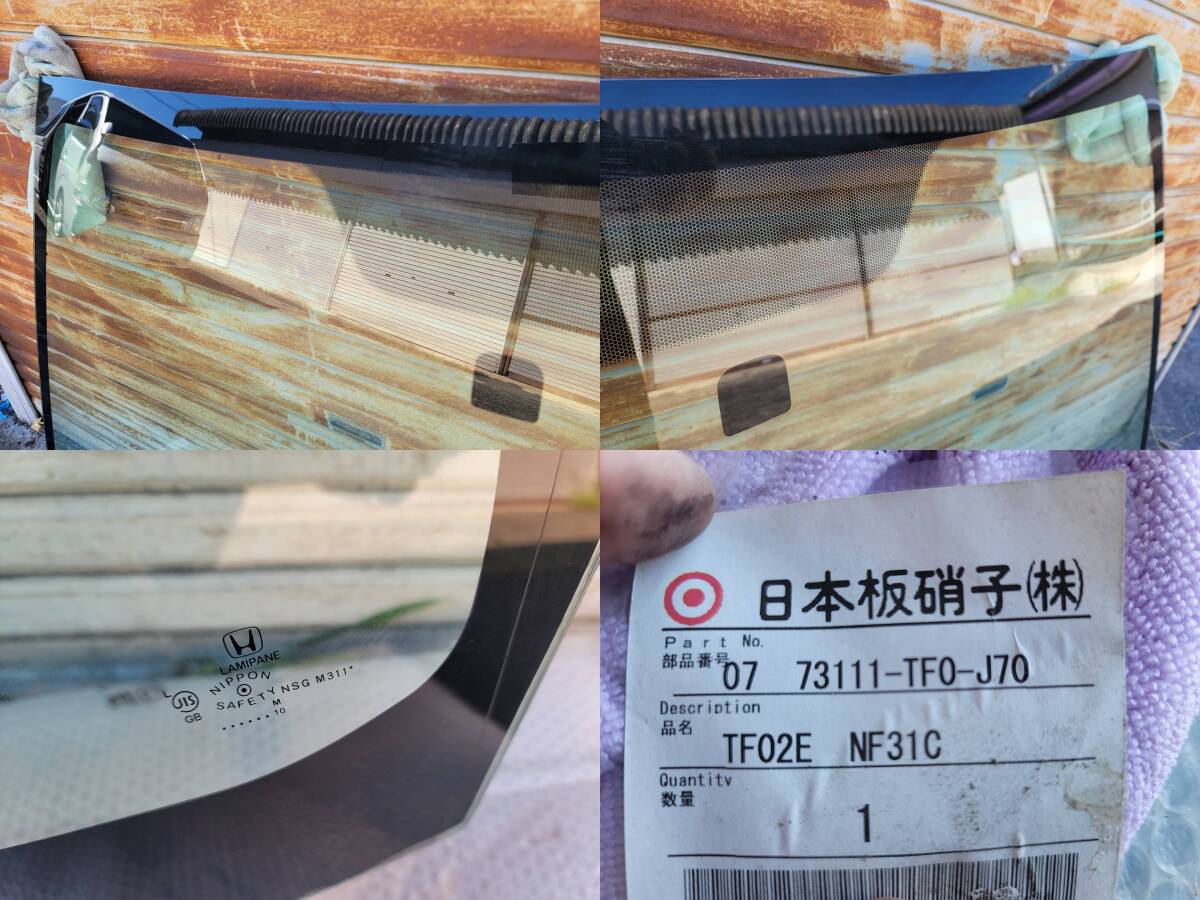 LAMIPANE
NIPPON
JIS
SAFETY NSG M311
GB
M
10
日本板硝子(株)
Part No.
部品番号 07 73111-TF0-J70
Description
品名
TF02E NF31C
Quantity
数量
1